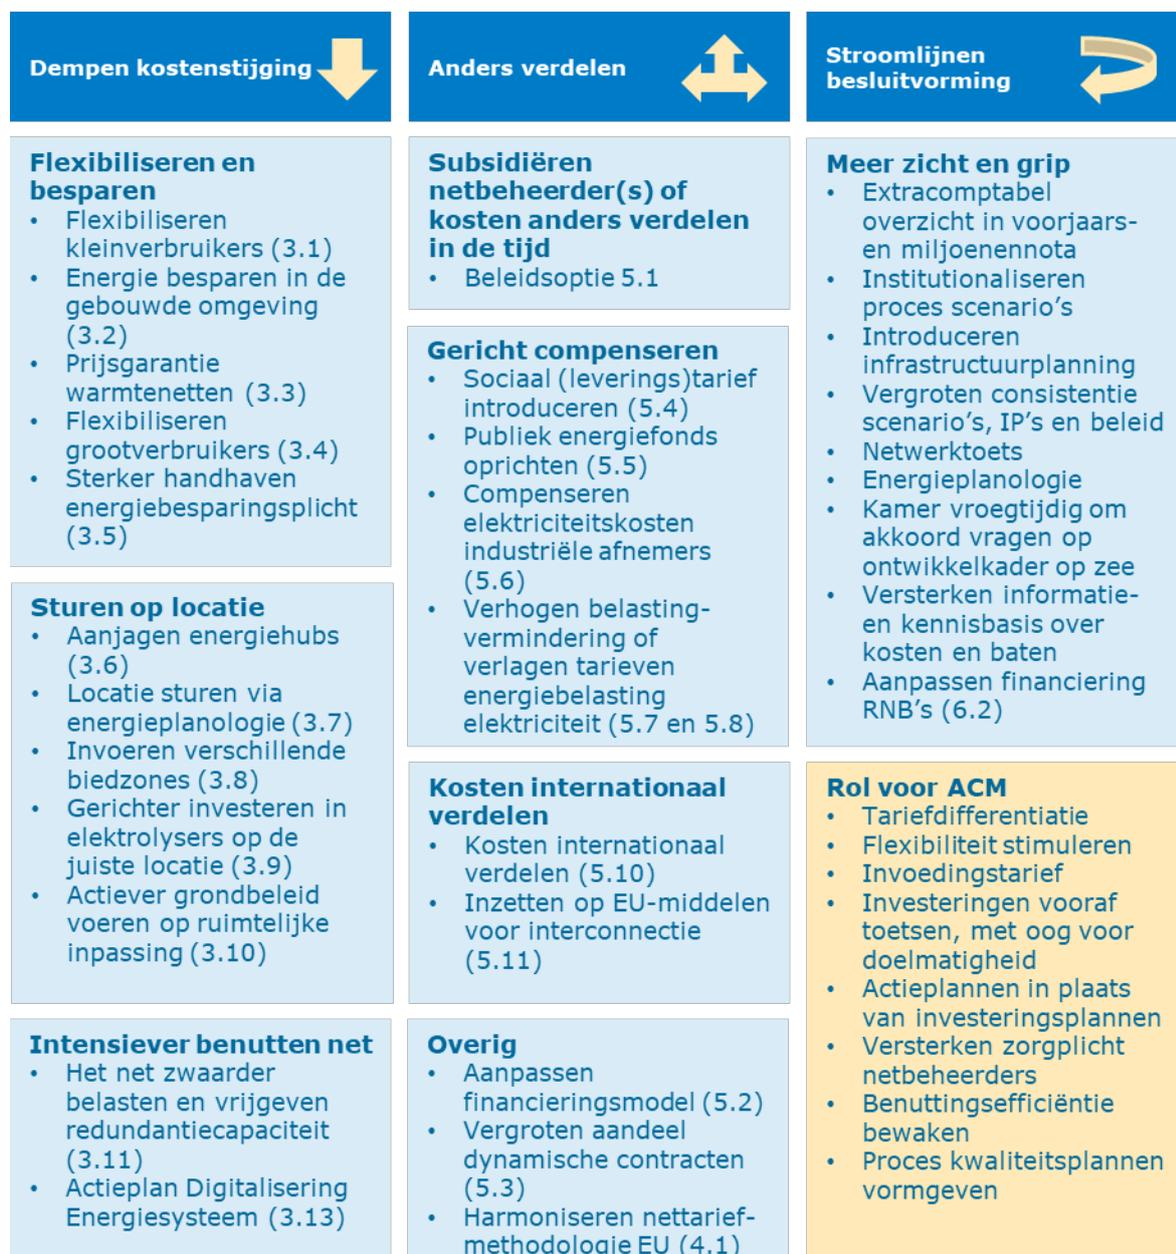 Dempen kostenstijging
Flexibiliseren en
besparen
• Flexibiliseren
kleinverbruikers (3.1)
• Energie besparen in de
gebouwde omgeving
(3.2)
• Prijsgarantie
warmtenetten (3.3)
• Flexibiliseren
grootverbruikers (3.4)
• Sterker handhaven
energiebesparingsplicht
(3.5)
Sturen op locatie
• Aanjagen energiehubs
(3.6)
• Locatie sturen via
energieplanologie (3.7)
• Invoeren verschillende
biedzones (3.8)
• Gerichter investeren in
elektrolysers op de
juiste locatie (3.9)
• Actiever grondbeleid
voeren op ruimtelijke
inpassing (3.10)
Intensiever benutten net
• Het net zwaarder
belasten en vrijgeven
redundantiecapaciteit
(3.11)
• Actieplan Digitalisering
Energiesysteem (3.13)
Anders verdelen
Subsidiëren
netbeheerder(s) of
kosten anders verdelen
in de tijd
• Beleidsoptie 5.1
Gericht compenseren
• Sociaal (leverings)tarief
introduceren (5.4)
• Publiek energiefonds
oprichten (5.5)
• Compenseren
elektriciteitskosten
industriële afnemers
(5.6)
• Verhogen belasting-
vermindering of
verlagen tarieven
energiebelasting
elektriciteit (5.7 en 5.8)
Kosten internationaal
verdelen
• Kosten internationaal
verdelen (5.10)
• Inzetten op EU-middelen
voor interconnectie
(5.11)
Overig
• Aanpassen
financieringsmodel (5.2)
• Vergroten aandeel
dynamische contracten
(5.3)
• Harmoniseren nettarief-
methodologie EU (4.1)
Stroomlijnen
besluitvorming
Meer zicht en grip
• Extracomptabel
overzicht in voorjaars-
en miljoenennota
• Institutionaliseren
proces scenario's
• Introduceren
infrastructuurplanning
• Vergroten consistentie
scenario's, IP's en beleid
• Netwerktoets
• Energieplanologie
• Kamer vroegtijdig om
akkoord vragen op
ontwikkelkader op zee
• Versterken informatie-
en kennisbasis over
kosten en baten
• Aanpassen financiering
RNB's (6.2)
Rol voor ACM
• Tariefdifferentiatie
• Flexibiliteit stimuleren
• Invoedingstarief
• Investeringen vooraf
toetsen, met oog voor
doelmatigheid
• Actieplannen in plaats
van investeringsplannen
• Versterken zorgplicht
netbeheerders
• Benuttingsefficiëntie
bewaken
• Proces kwaliteitsplannen
vormgeven